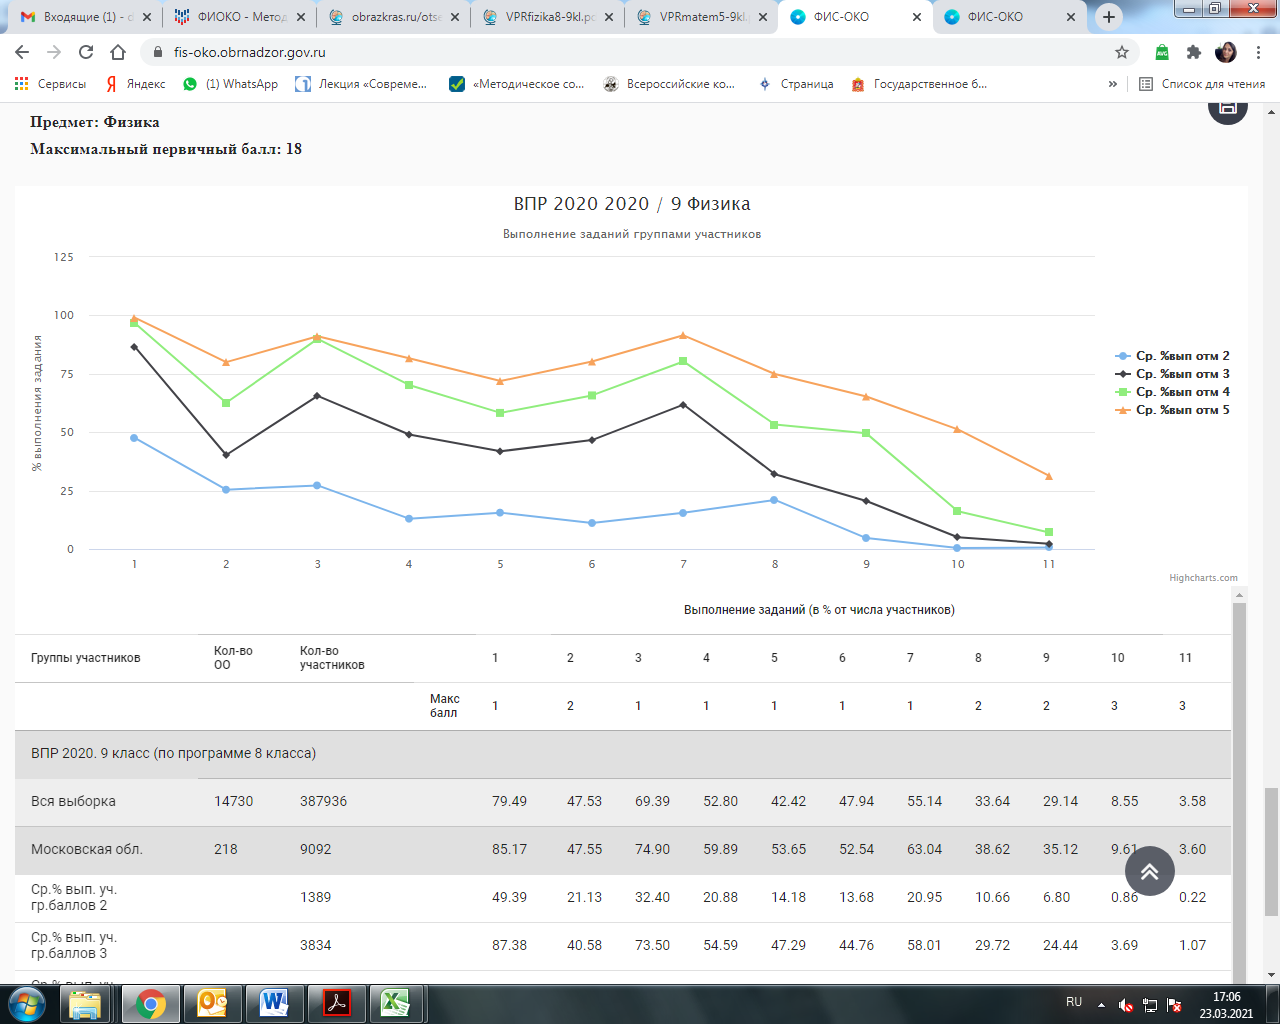 Входящие (1) - d
ФИОКО - Метод
obrazkras.ru/otse
VPRfizika8-9kl.pc
VPRmatem5-9kl.
ФИС-ОКО
ФИС-ОКО
fis-oko.obrnadzor.gov.ru
Сервисы
Яндекс
(1) WhatsApp
Лекция «Совреме...
«Методическое со...
Всероссийские ко...
Страница
Государственное б...
»
Список для чтения
Предмет: Физика
Максимальный первичный балл: 18
ВПР 2020 2020 / 9 Физика
Выполнение заданий группами участников
% выполнения задания
125
100
75
50
25
0
1 2 3 4 5 6 7 8 9 10 11
Ср. %вып отм 2
Ср. %вып отм 3
Ср. %вып отм 4
Ср. %вып отм 5
Highcharts.com
Выполнение заданий (в % от числа участников)
Группы участников Кол-во ОО Кол-во участников 1 2 3 4 5 6 7 8 9 10 11
Макс балл 1 2 1 1 1 1 1 2 2 3 3
ВПР 2020. 9 класс (по программе 8 класса)
Вся выборка 14730 387936 79.49 47.53 69.39 52.80 42.42 47.94 55.14 33.64 29.14 8.55 3.58
Московская обл. 218 9092 85.17 47.55 74.90 59.89 53.65 52.54 63.04 38.62 35.12 9.61 3.60
Ср.% вып. уч. гр.баллов 2 1389 49.39 21.13 32.40 20.88 14.18 13.68 20.95 10.66 6.80 0.86 0.22
Ср.% вып. уч. гр.баллов 3 3834 87.38 40.58 73.50 54.59 47.29 44.76 58.01 29.72 24.44 3.69 1.07
RU
17:06
23.03.2021